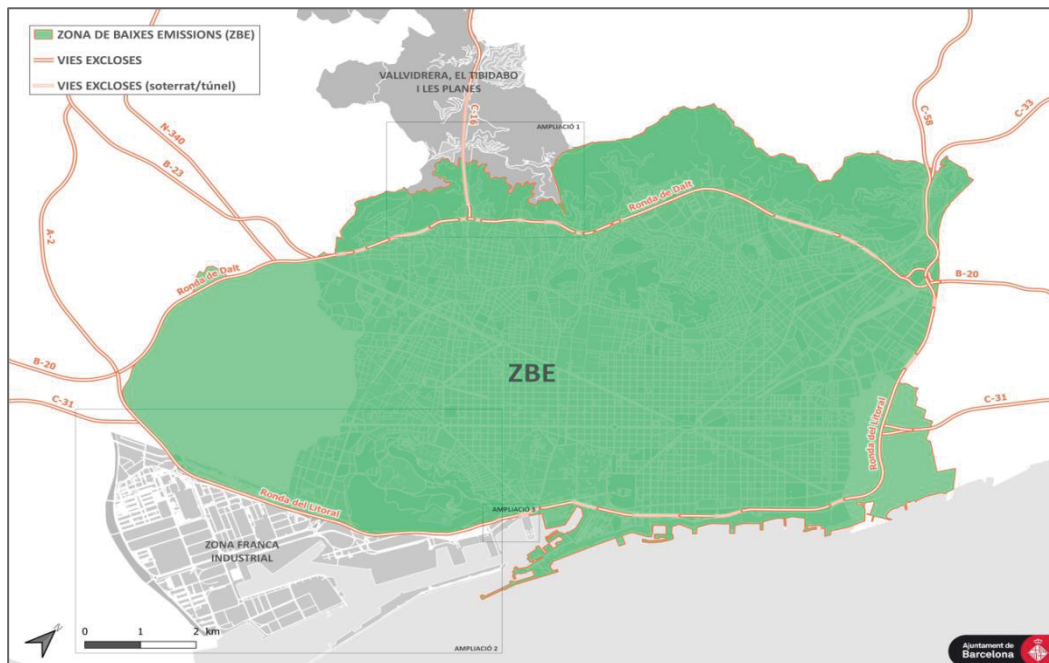 ZONA DE BAIXES EMISSIONS (ZBE)
VIES EXCLOSES
VIES EXCLOSES (soterrat/túnel)
VALLVIDRERA, EL TIBIDABO
I LES PLANES
C-16
AMPLIACIÓ 1
C-58
C-33
N-340
B-23
A-2
Ronda de Dalt
Ronda de Dalt
B-20
B-20
C-31
ZBE
C-31
Ronda del Litoral
Ronda del Litoral
AMPLIACIÓ 3
ZONA FRANCA
INDUSTRIAL
N
0 1 2 km
AMPLIACIÓ 2
Ajuntament de
Barcelona